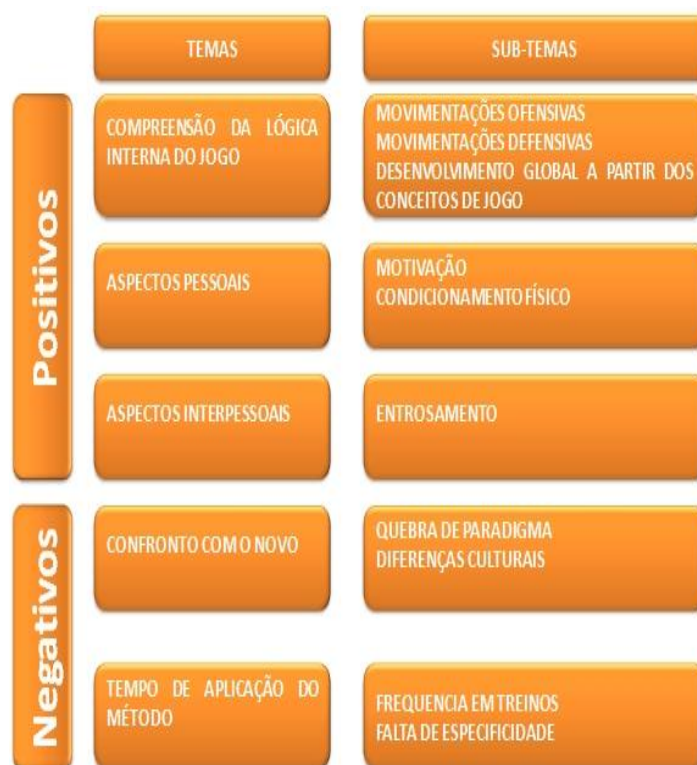 TEMAS
SUB-TEMAS
Positivos
COMPREENSÃO DA LÓGICA
INTERNA DO JOGO
MOVIMENTAÇÕES OFENSIVAS
MOVIMENTAÇÕES DEFENSIVAS
DESENVOLVIMENTO GLOBAL A PARTIR DOS
CONCEITOS DE JOGO
ASPECTOS PESSOAIS
MOTIVAÇÃO
CONDICIONAMENTO FÍSICO
ASPECTOS INTERPESSOAIS
ENTROSAMENTO
Negativos
CONFRONTO COM O NOVO
QUEBRA DE PARADIGMA
DIFERENÇAS CULTURAIS
TEMPO DE APLICAÇÃO DO
MÉTODO
FREQUENCIA EM TREINOS
FALTA DE ESPECIFICIDADE